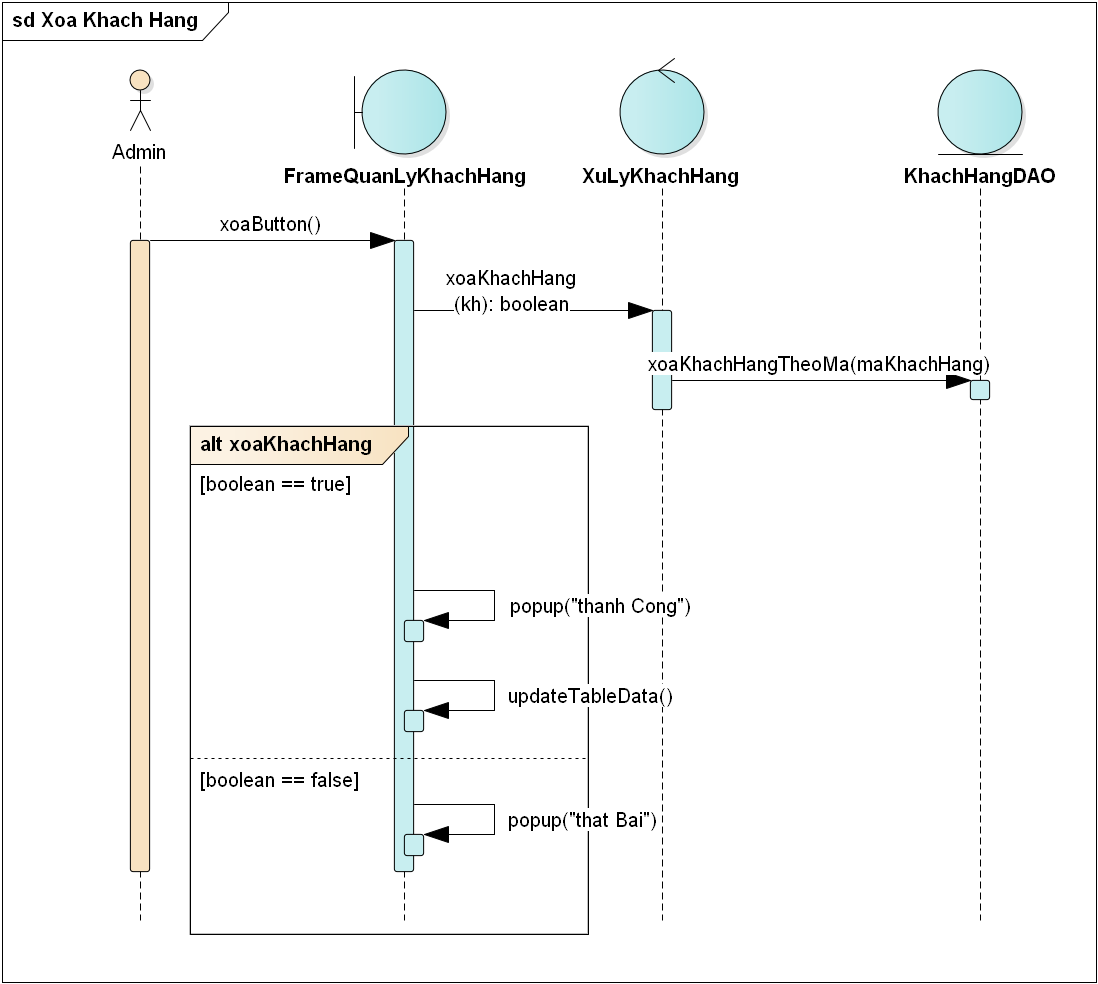 sd Xoa Khach Hang
Admin
FrameQuanLyKhachHang
XuLyKhachHang
KhachHangDAO
xoaButton()
xoaKhachHang
(kh): boolean
xoaKhachHangTheoMa(maKhachHang)
alt xoaKhachHang
[boolean == true]
popup("thanh Cong")
updateTableData()
[boolean == false]
popup("that Bai")